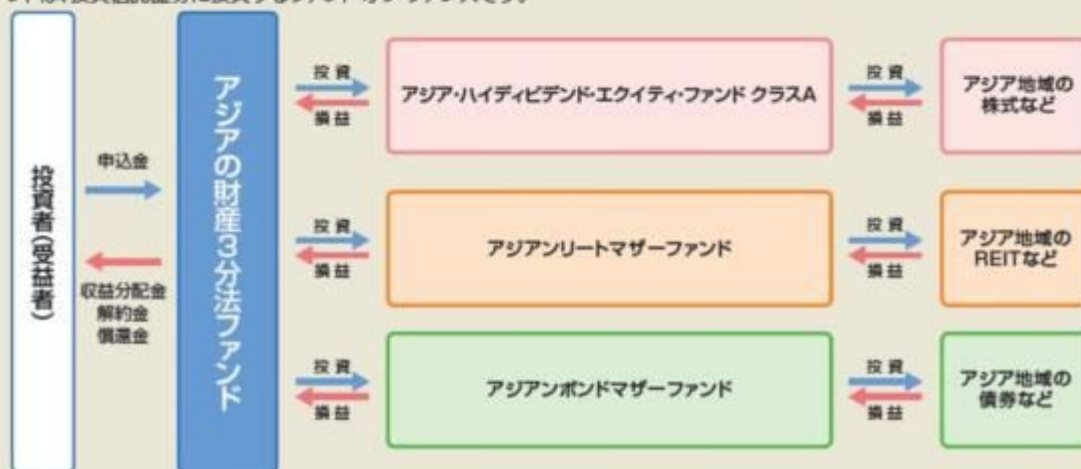 投資者(受益者)
申込金
収益分配金
解約金
償還金
アジアの財産3分法ファンド
投資
損益
アジア・ハイディビデンド・エクイティ・ファンド クラスA
投資
損益
アジア地域の
株式など
投資
損益
アジアンリートマザーファンド
投資
損益
アジア地域の
REITなど
投資
損益
アジアンボンドマザーファンド
投資
損益
アジア地域の
債券など